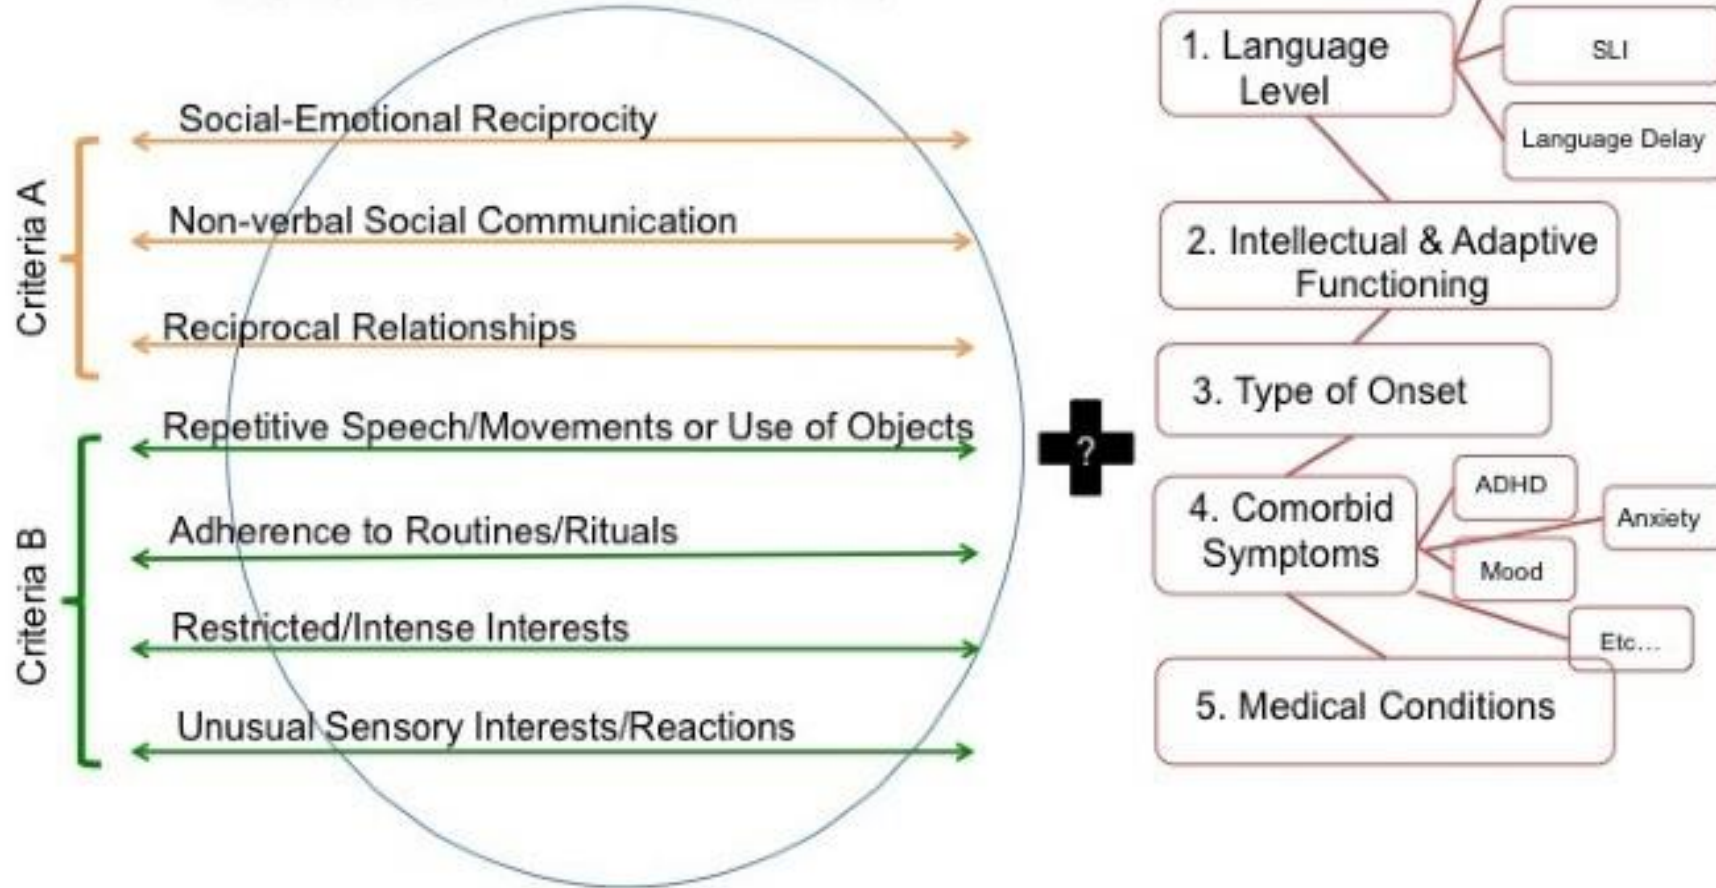 Criteria A
Social-Emotional Reciprocity
Non-verbal Social Communication
Reciprocal Relationships
Criteria B
Repetitive Speech/Movements or Use of Objects
Adherence to Routines/Rituals
Restricted/Intense Interests
Unusual Sensory Interests/Reactions
?
1. Language
Level
SLI
Language Delay
2. Intellectual & Adaptive
Functioning
3. Type of Onset
4. Comorbid
Symptoms
ADHD
Anxiety
Mood
Etc...
5. Medical Conditions